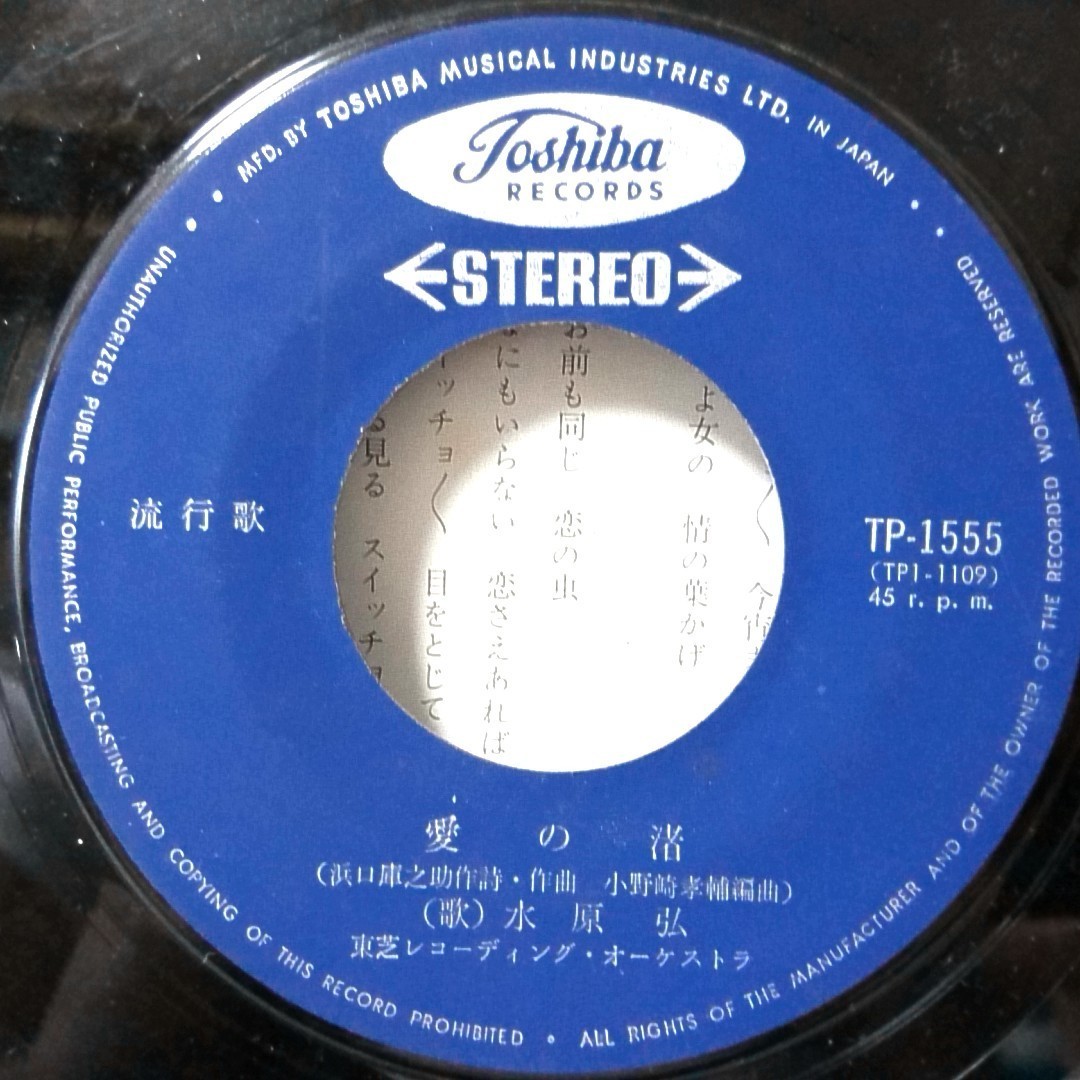 MFD. BY TOSHIBA MUSICAL INDUSTRIES LTD. IN JAPAN
Toshiba
RECORDS
STEREO
流行歌
TP-1555
(TP1-1109)
45 r.p.m.
よ女の 情の葉かげ
お前も同じ 恋の虫
にもいらない 恋さえあれば
ッチョ〱 目をとじて
る見る スイッチョ
愛の渚
(浜口庫之助作詩・作曲 小野崎孝輔編曲)
(歌)水原弘
東芝レコーディング・オーケストラ
UNAUTHORIZED PUBLIC PERFORMANCE, BROADCASTING AND COPYING OF THIS RECORD PROHIBITED • ALL RIGHTS OF THE MANUFACTURER AND OF THE OWNER OF THE RECORDED WORK ARE RESERVED